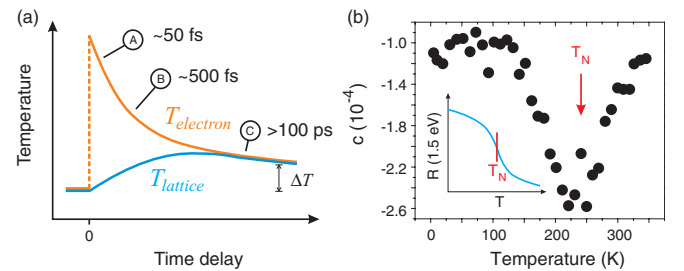 (a)
A ~50 fs
B ~500 fs
C >100 ps
T_electron
T_lattice
ΔT
Temperature
0
Time delay
(b)
-1.0
-1.4
-1.8
-2.2
-2.6
c (10⁻⁴)
T_N
R (1.5 eV)
T_N
T
0 100 200 300
Temperature (K)